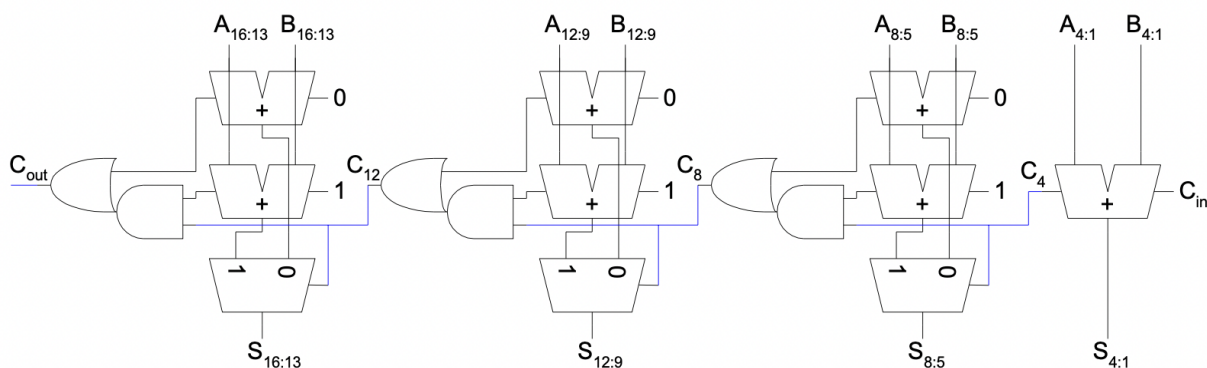 A16:13 B16:13 A12:9 B12:9 A8:5 B8:5 A4:1 B4:1
0 0 0
+ + +
Cout C12 C8 C4
1 1 1 Cin
+ + + +
1 0 1 0 1 0
S16:13 S12:9 S8:5 S4:1